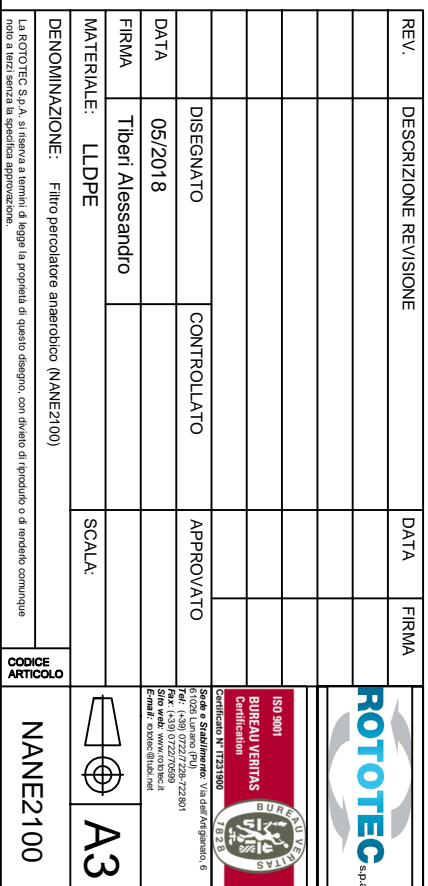 REV.
DESCRIZIONE REVISIONE
DATA
FIRMA
ROTOTEC s.p.a.
ISO 9001
BUREAU VERITAS
Certification
BUREAU VERITAS
1828
Certificato N° IT231900
DISEGNATO
CONTROLLATO
APPROVATO
DATA
05/2018
FIRMA
Tiberi Alessandro
Sede e Stabilimento: Via dell'Artigianato, 6
61026 Lunano (PU)
Tel: (+39) 0722/7228-722801
Fax: (+39) 0722/70599
Sito web: www.rototec.it
E-mail: rototec@tubi.net
MATERIALE: LLDPE
SCALA:
A3
DENOMINAZIONE: Filtro percolatore anaerobico (NANE2100)
La ROTOTEC S.p.A. si riserva a termini di legge la proprietà di questo disegno, con divieto di riprodurlo o di renderlo comunque
noto a terzi senza la specifica approvazione.
CODICE
ARTICOLO
NANE2100